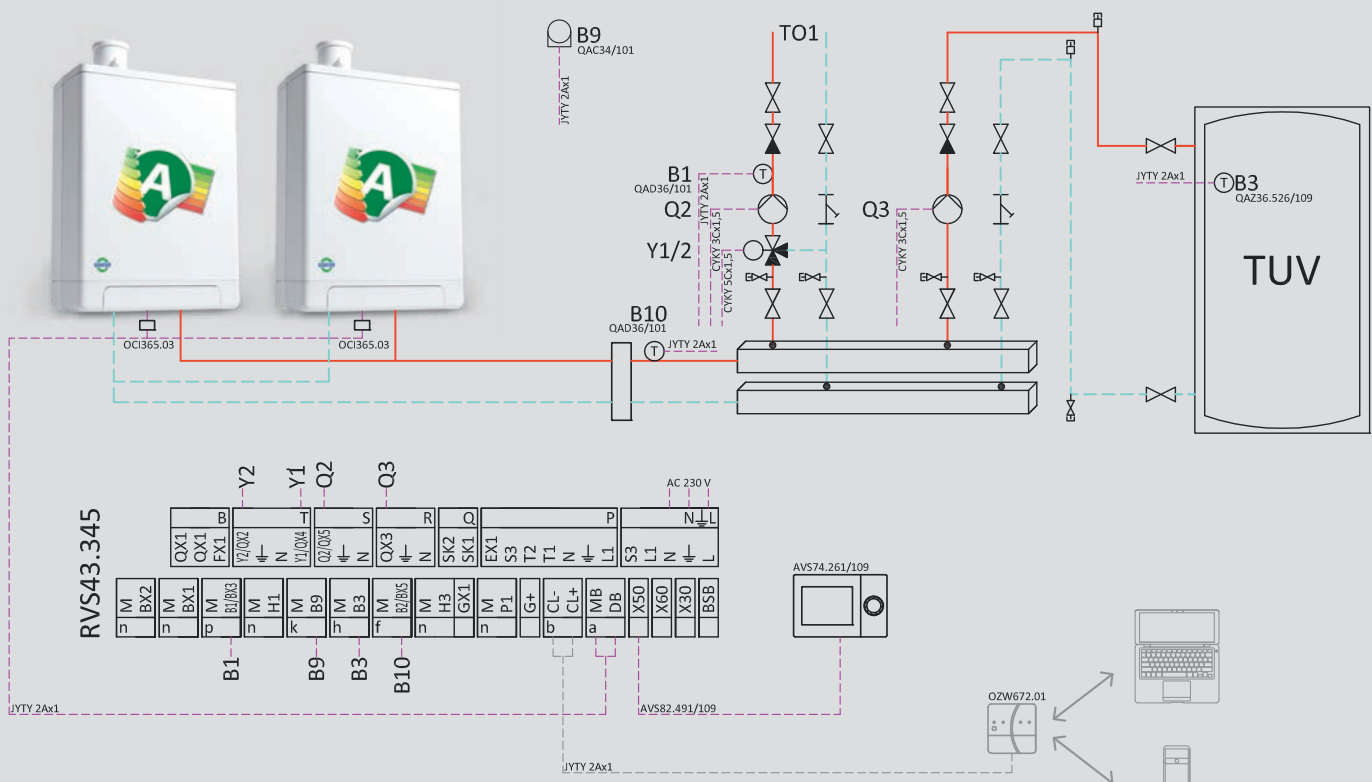 B9
QAC34/101
JYTY 2Ax1
TO1
B1
QAD36/101
JYTY 2Ax1
Q2
CYKY 3Cx1,5
Y1/2
CYKY 5Cx1,5
Q3
CYKY 3Cx1,5
T
T
T
JYTY 2Ax1
B3
QAZ36.526/109
TUV
A
A
OCI365.03
OCI365.03
B10
QAD36/101
JYTY 2Ax1
RVS43.345
Y2
Y1
Q2
Q3
AC 230 V
B
T
S
R
Q
P
N
L
QX1
QX1
FX1
Y2/QX2
N
Y1/QX4
Q2/QX5
N
QX3
N
SK2
SK1
EX1
S3
T2
T1
N
L1
S3
L1
N
L
M
BX2
M
BX1
M
B1/BX3
M
H1
M
B9
M
B3
M
B2/BX5
M
H3
GX1
M
P1
G+
CL-
CL+
MB
DB
X50
X60
X30
BSB
n
n
p
n
k
h
f
n
n
b
a
B1
B9
B3
B10
AVS74.261/109
JYTY 2Ax1
AVS82.491/109
OZW672.01
JYTY 2Ax1